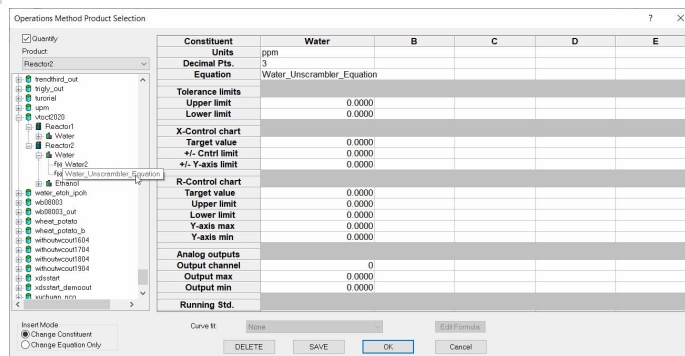 Operations Method Product Selection
? ×
Quantify
Product:
Reactor2
trendthird_out
trigly_out
turorial
upm
vtoct2020
Reactor1
Water
Reactor2
Water
f(x) Water2
f(x) Water_Unscrambler_Equation
Ethanol
water_etoh_ipoh
wb08003
wb08003_out
wheat_potato
wheat_potato_b
withoutwcout1604
withoutwcout1704
withoutwcout1804
withoutwcout1904
xdsstart
xdsstart_demoout
Insert Mode
Change Constituent
Change Equation Only
Constituent Water B C D E
Units ppm
Decimal Pts. 3
Equation Water_Unscrambler_Equation
Tolerance limits
Upper limit 0.0000
Lower limit 0.0000
X-Control chart
Target value 0.0000
+/- Cntrl limit 0.0000
+/- Y-axis limit 0.0000
R-Control chart
Target value 0.0000
Upper limit 0.0000
Lower limit 0.0000
Y-axis max 0.0000
Y-axis min 0.0000
Analog outputs
Output channel 0
Output max 0.0000
Output min 0.0000
Running Std.
Curve fit: None Edit Formula
DELETE SAVE OK Cancel